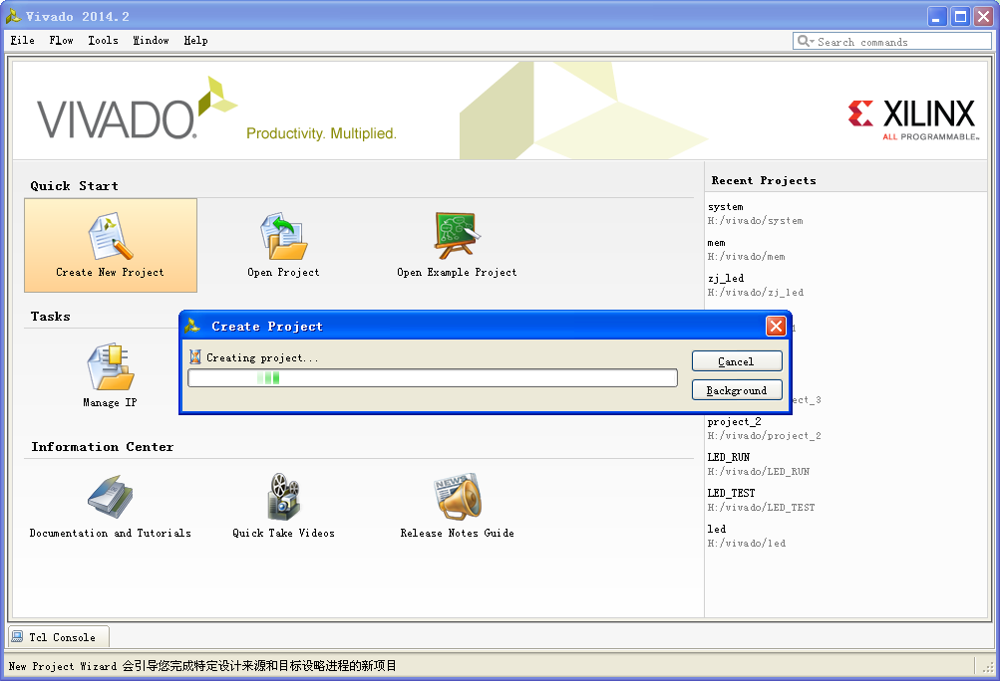 Vivado 2014.2
File Flow Tools Window Help
Search commands
VIVADO.
Productivity. Multiplied.
XILINX
ALL PROGRAMMABLE™
Quick Start
Create New Project
Open Project
Open Example Project
Tasks
Manage IP
Create Project
Creating project...
Cancel
Background
Information Center
Documentation and Tutorials
Quick Take Videos
NEWS
Release Notes Guide
Recent Projects
system
H:/vivado/system
mem
H:/vivado/mem
zj_led
H:/vivado/zj_led
ect_3
project_2
H:/vivado/project_2
LED_RUN
H:/vivado/LED_RUN
LED_TEST
H:/vivado/LED_TEST
led
H:/vivado/led
Tcl Console
New Project Wizard 会引导您完成特定设计来源和目标设略进程的新项目